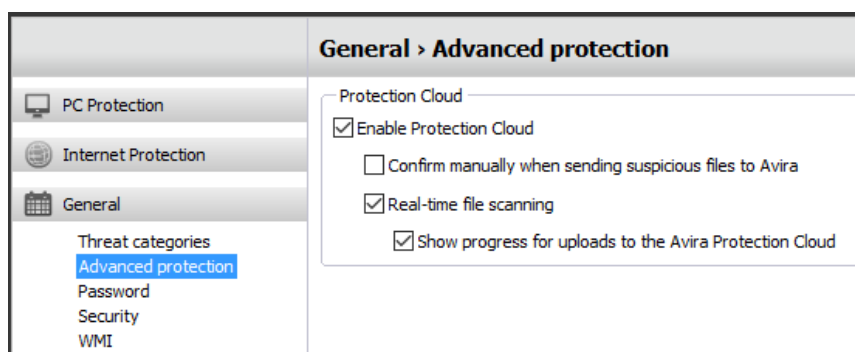 General › Advanced protection
PC Protection
Internet Protection
General
Threat categories
Advanced protection
Password
Security
WMI
Protection Cloud
Enable Protection Cloud
Confirm manually when sending suspicious files to Avira
Real-time file scanning
Show progress for uploads to the Avira Protection Cloud